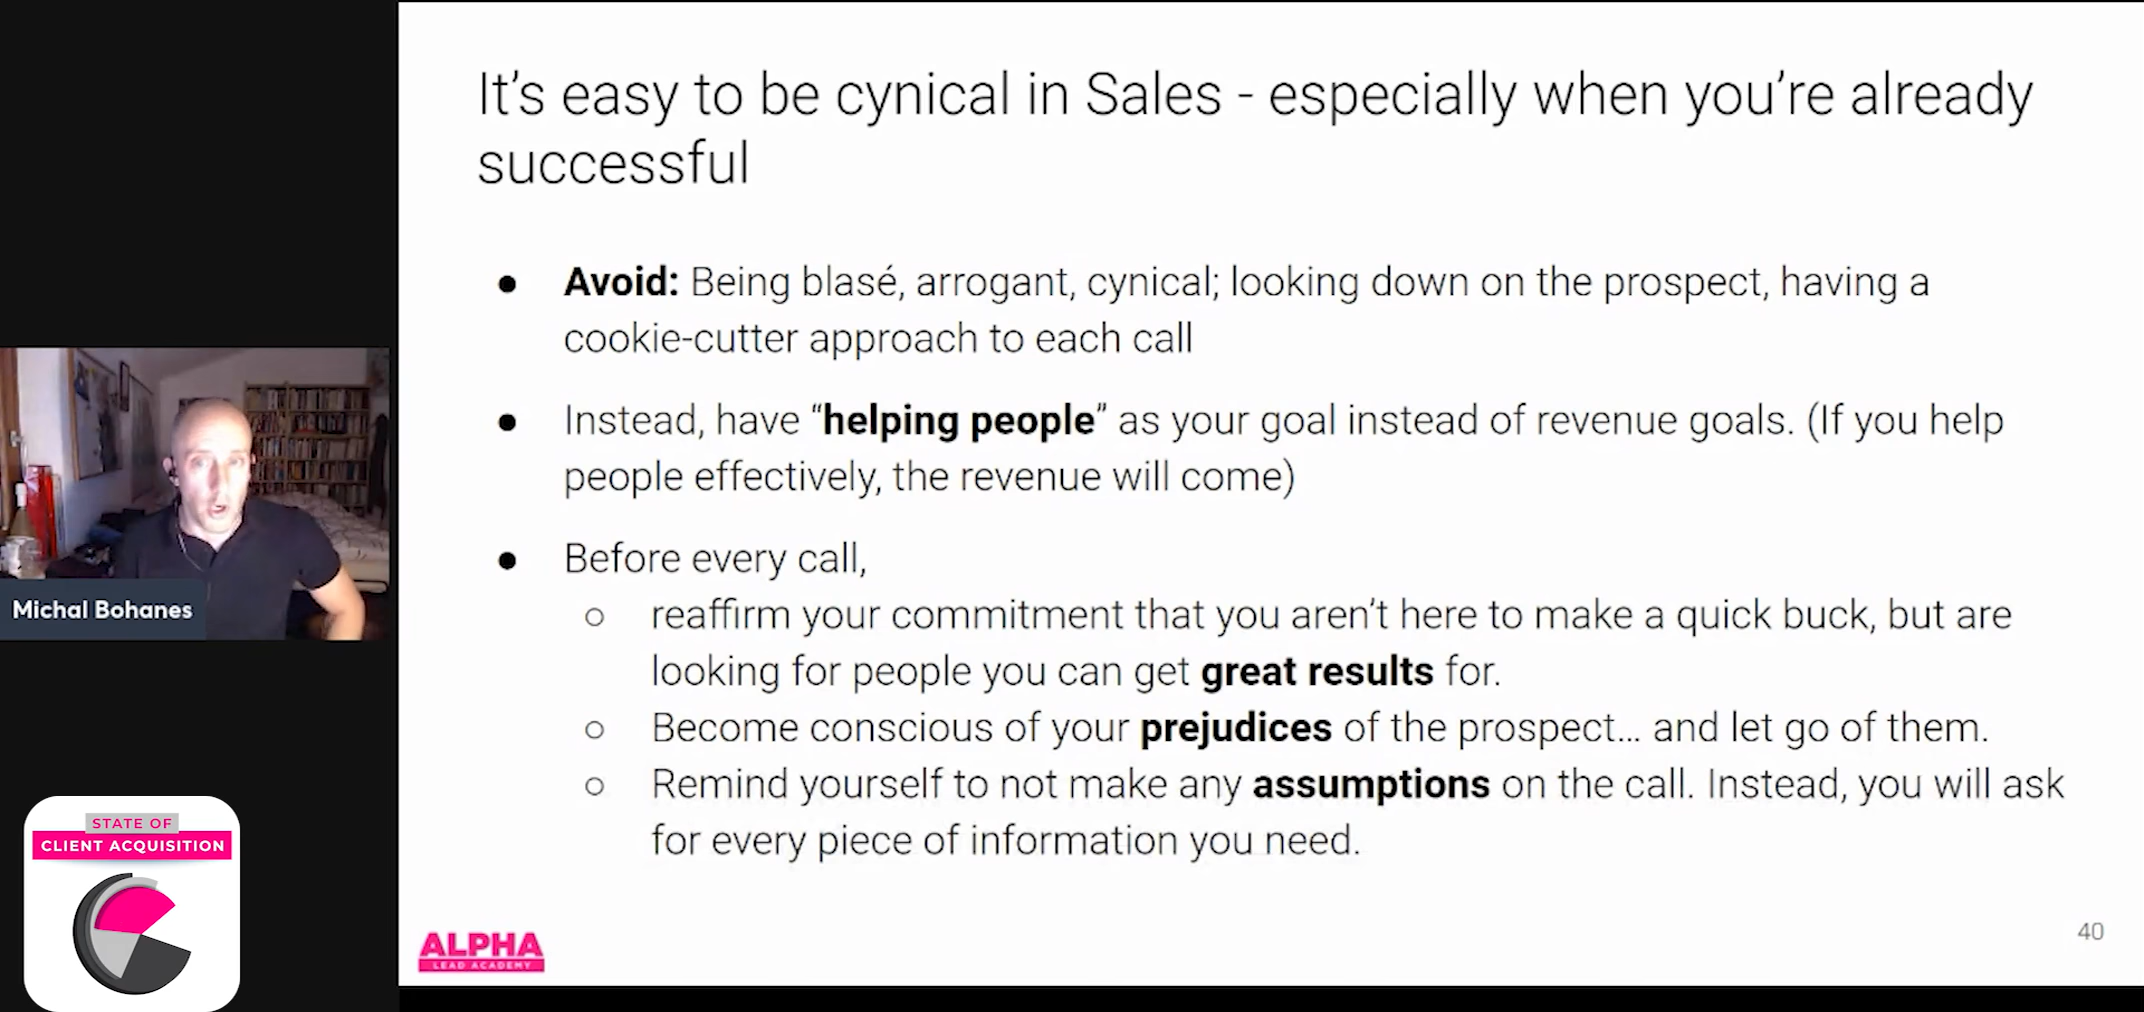 It's easy to be cynical in Sales - especially when you're already
successful
● Avoid: Being blasé, arrogant, cynical; looking down on the prospect, having a
cookie-cutter approach to each call
● Instead, have “helping people” as your goal instead of revenue goals. (If you help
people effectively, the revenue will come)
● Before every call,
○ reaffirm your commitment that you aren't here to make a quick buck, but are
looking for people you can get great results for.
○ Become conscious of your prejudices of the prospect... and let go of them.
○ Remind yourself to not make any assumptions on the call. Instead, you will ask
for every piece of information you need.
Michal Bohanes
STATE OF
CLIENT ACQUISITION
ALPHA
LEAD ACADEMY
40